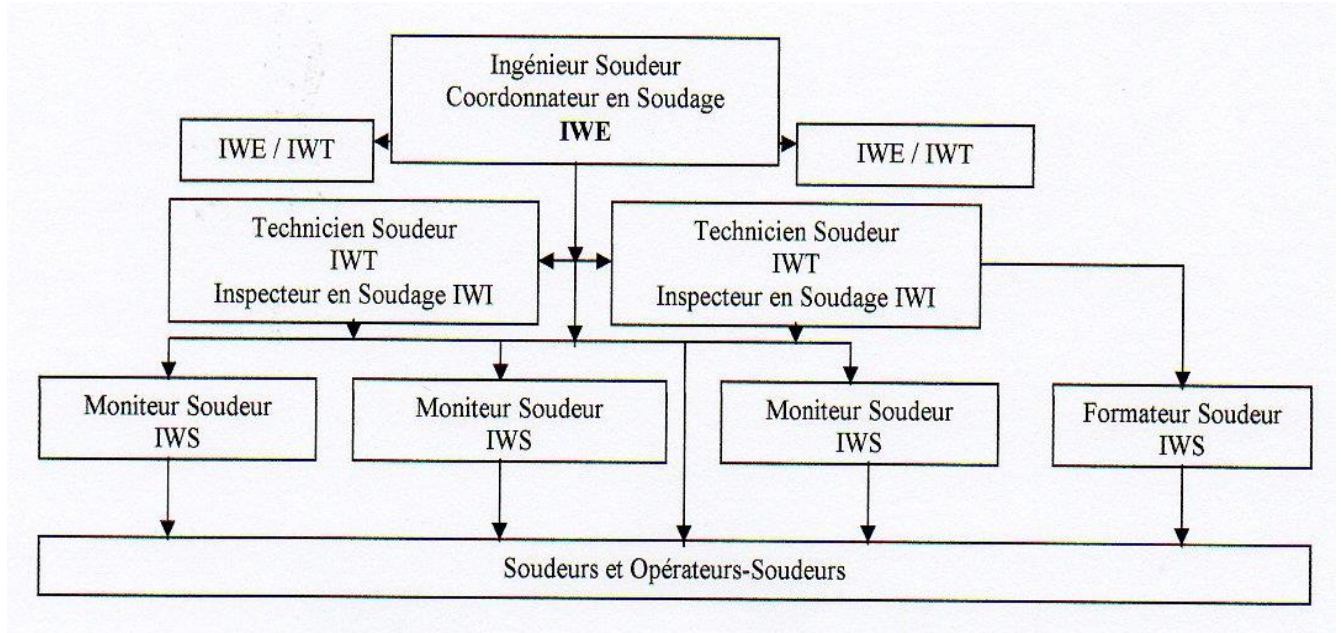 Ingénieur Soudeur
Coordonnateur en Soudage
IWE
IWE / IWT
IWE / IWT
Technicien Soudeur
IWT
Inspecteur en Soudage IWI
Technicien Soudeur
IWT
Inspecteur en Soudage IWI
Moniteur Soudeur
IWS
Moniteur Soudeur
IWS
Moniteur Soudeur
IWS
Formateur Soudeur
IWS
Soudeurs et Opérateurs-Soudeurs